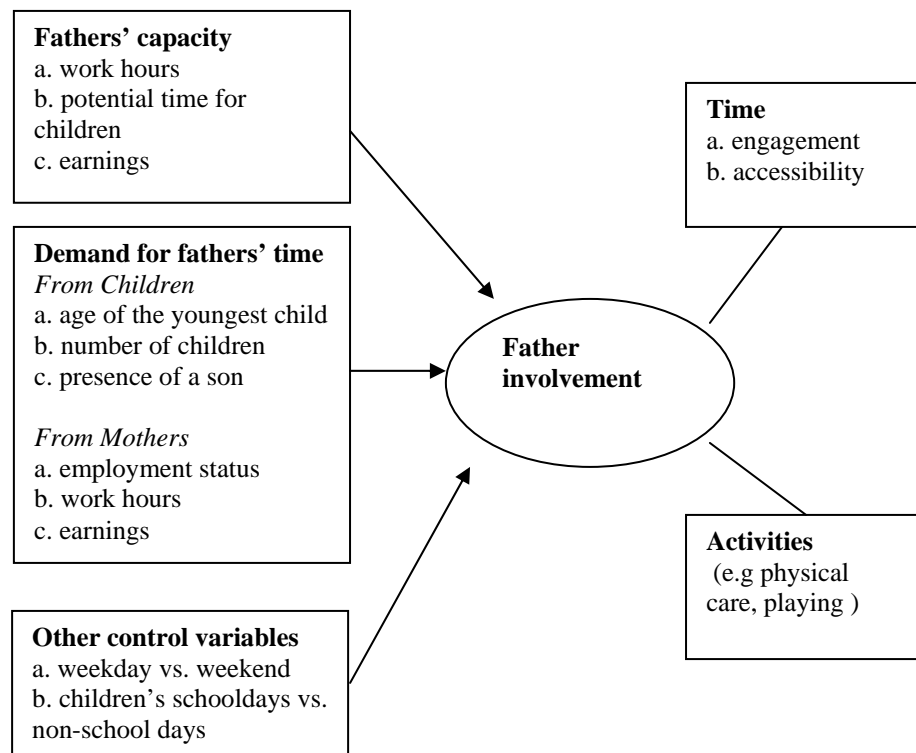 Fathers’ capacity
a. work hours
b. potential time for
children
c. earnings
Demand for fathers’ time
From Children
a. age of the youngest child
b. number of children
c. presence of a son
From Mothers
a. employment status
b. work hours
c. earnings
Other control variables
a. weekday vs. weekend
b. children’s schooldays vs.
non-school days
Father
involvement
Time
a. engagement
b. accessibility
Activities
(e.g physical
care, playing )